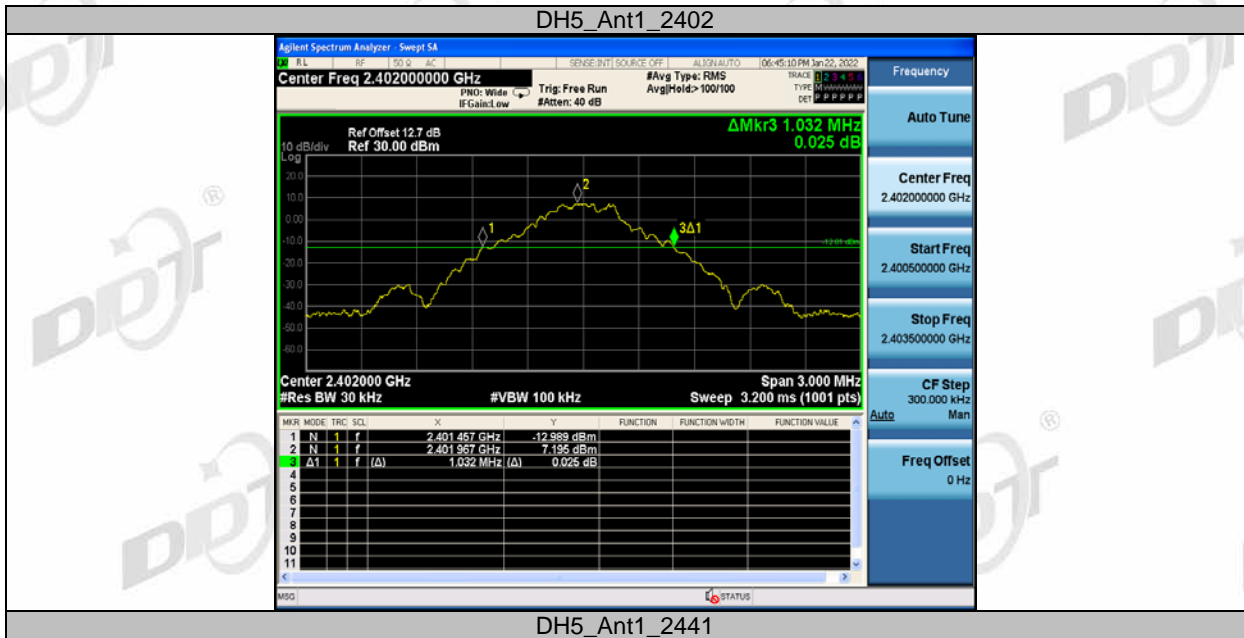 DH5_Ant1_2402
Agilent Spectrum Analyzer - Swept SA
RL RF 50 Ω AC SENSE:INT SOURCE OFF ALIGNAUTO 06:45:10 PM Jan 22, 2022
Center Freq 2.402000000 GHz
PNO: Wide
IFGain:Low
Trig: Free Run
#Atten: 40 dB
#Avg Type: RMS
Avg|Hold:> 100/100
TRACE 1 2 3 4 5 6
TYPE M
DET P P P P P P
Frequency
Auto Tune
Center Freq
2.402000000 GHz
Start Freq
2.400500000 GHz
Stop Freq
2.403500000 GHz
CF Step
300.000 kHz
Auto Man
Freq Offset
0 Hz
ΔMkr3 1.032 MHz
0.025 dB
Ref Offset 12.7 dB
10 dB/div Ref 30.00 dBm
Log
20.0
10.0
0.00
-10.0
-20.0
-30.0
-40.0
-50.0
-60.0
1
2
3Δ1
Center 2.402000 GHz Span 3.000 MHz
#Res BW 30 kHz #VBW 100 kHz Sweep 3.200 ms (1001 pts)
MKR MODE TRC SCL X Y FUNCTION FUNCTION WIDTH FUNCTION VALUE
1 N 1 f 2.401 457 GHz -12.989 dBm
2 N 1 f 2.401 967 GHz 7.195 dBm
3 Δ1 1 f (Δ) 1.032 MHz (Δ) 0.025 dB
4
5
6
7
8
9
10
11
MSG STATUS
DH5_Ant1_2441